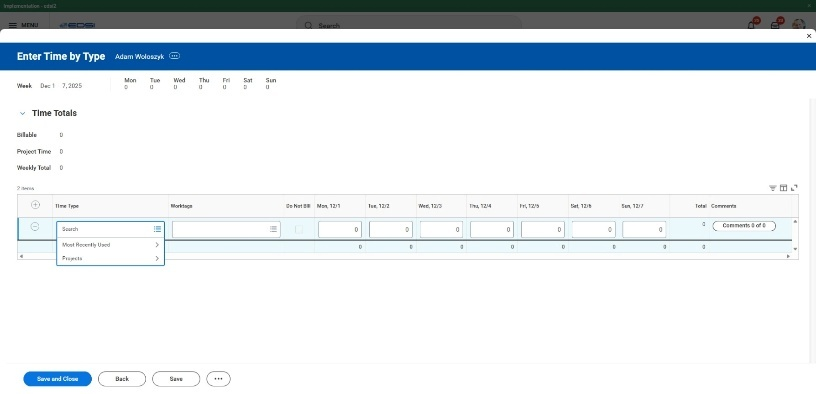 Implementation - edsi2
MENU
EDSI
Search
Enter Time by Type
Adam Woloszyk
Week Dec 1 - 7, 2025
Mon Tue Wed Thu Fri Sat Sun
0 0 0 0 0 0 0
Time Totals
Billable 0
Project Time 0
Weekly Total 0
2 items
Time Type Worktags Do Not Bill Mon, 12/1 Tue, 12/2 Wed, 12/3 Thu, 12/4 Fri, 12/5 Sat, 12/6 Sun, 12/7 Total Comments
Search 0 0 0 0 0 0 0 0 Comments 0 of 0
Most Recently Used 0 0 0 0 0 0 0 0
Projects
Save and Close Back Save